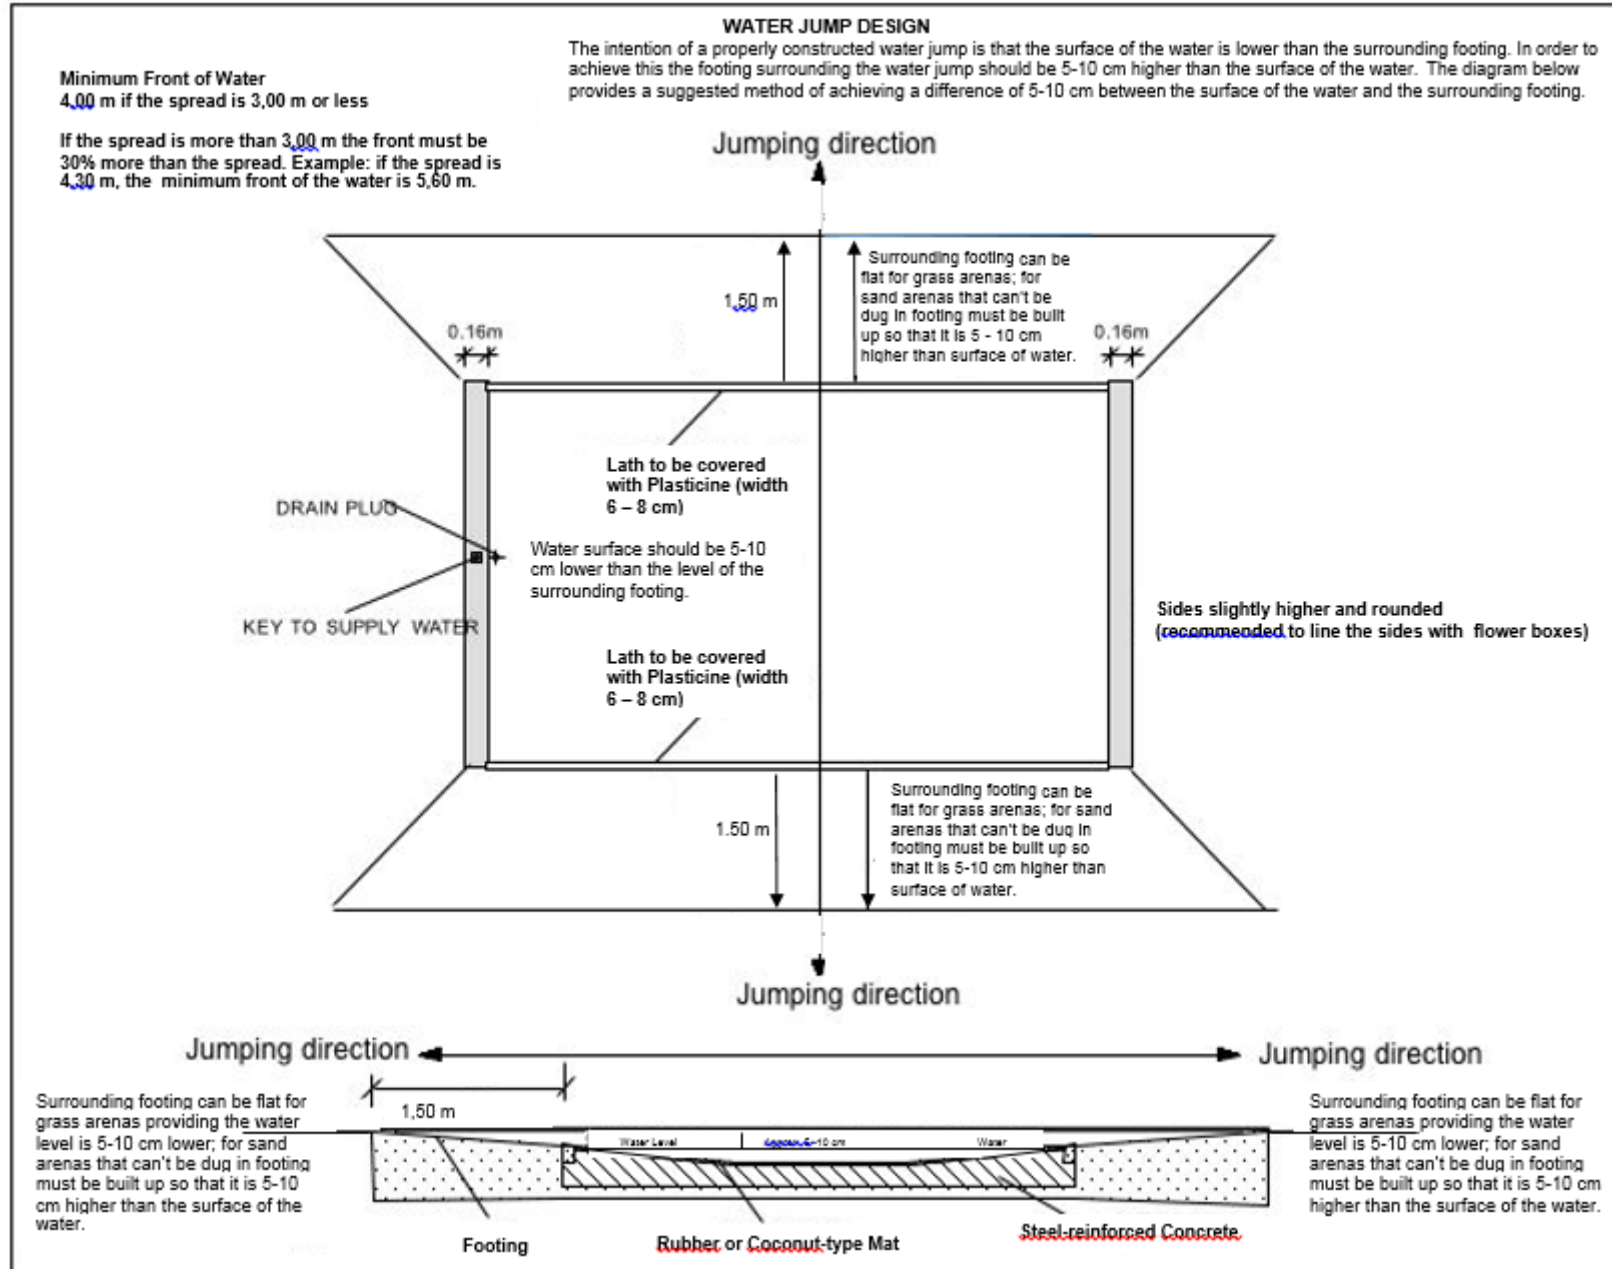 WATER JUMP DESIGN
The intention of a properly constructed water jump is that the surface of the water is lower than the surrounding footing. In order to
achieve this the footing surrounding the water jump should be 5-10 cm higher than the surface of the water. The diagram below
provides a suggested method of achieving a difference of 5-10 cm between the surface of the water and the surrounding footing.
Minimum Front of Water
4,00 m if the spread is 3,00 m or less
If the spread is more than 3,00 m the front must be
30% more than the spread. Example: if the spread is
4,30 m, the minimum front of the water is 5,60 m.
Jumping direction
Surrounding footing can be
flat for grass arenas; for
sand arenas that can't be
dug in footing must be built
up so that it is 5 - 10 cm
higher than surface of water.
1,50 m
0.16m
0.16m
Lath to be covered
with Plasticine (width
6 – 8 cm)
DRAIN PLUG
Water surface should be 5-10
cm lower than the level of the
surrounding footing.
KEY TO SUPPLY WATER
Sides slightly higher and rounded
(recommended to line the sides with flower boxes)
Lath to be covered
with Plasticine (width
6 – 8 cm)
Surrounding footing can be
flat for grass arenas; for sand
arenas that can't be dug in
footing must be built up so
that it is 5-10 cm higher than
surface of water.
1.50 m
Jumping direction
Jumping direction
Jumping direction
Surrounding footing can be flat for
grass arenas providing the water
level is 5-10 cm lower; for sand
arenas that can't be dug in footing
must be built up so that it is 5-10
cm higher than the surface of the
water.
1,50 m
Water Level
10 cm
Water
Surrounding footing can be flat for
grass arenas providing the water
level is 5-10 cm lower; for sand
arenas that can't be dug in footing
must be built up so that it is 5-10 cm
higher than the surface of the water.
Footing
Rubber or Coconut-type Mat
Steel-reinforced Concrete